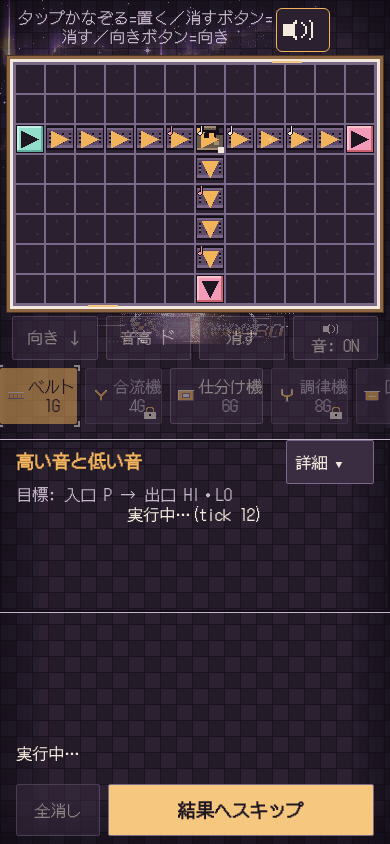 タップかなぞる=置く／消すボタン=
消す／向きボタン=向き
向き ↓
音高 ド
消す
音: ON
ベルト
1G
合流機
4G
仕分け機
6G
調律機
8G
高い音と低い音
詳細 ▾
目標: 入口 P → 出口 HI・LO
実行中…(tick 12)
実行中…
全消し
結果へスキップ